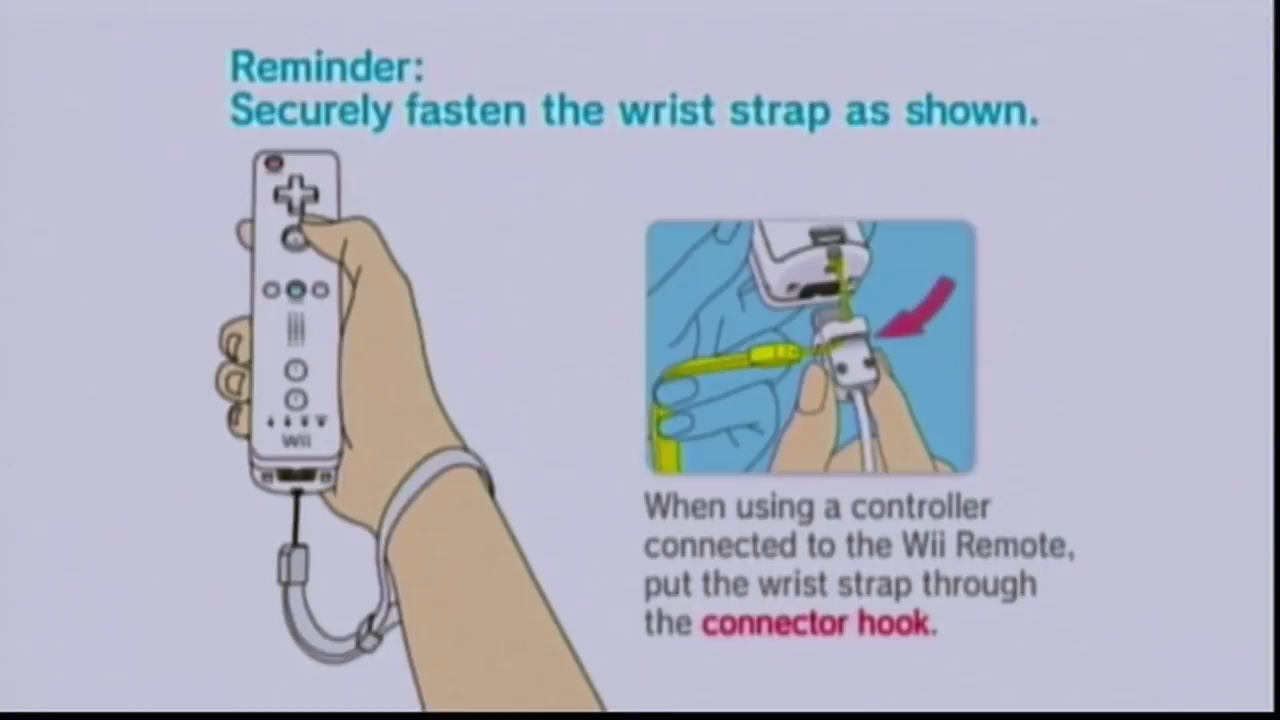 Reminder:
Securely fasten the wrist strap as shown.
Wii
When using a controller
connected to the Wii Remote,
put the wrist strap through
the connector hook.